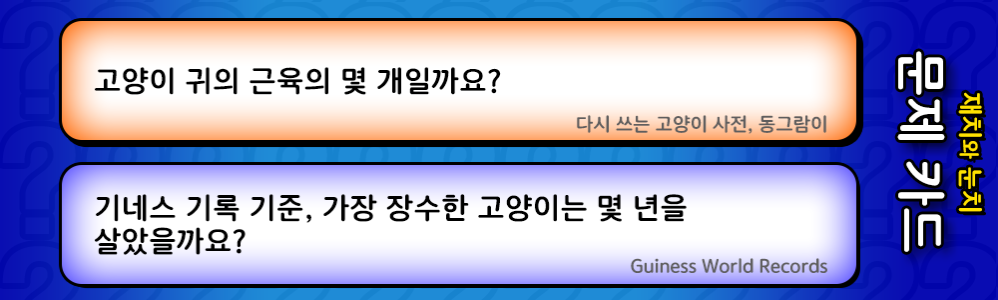 고양이 귀의 근육의 몇 개일까요?
다시 쓰는 고양이 사전, 동그람이
기네스 기록 기준, 가장 장수한 고양이는 몇 년을
살았을까요?
Guiness World Records
재치와 눈치
문제 카드